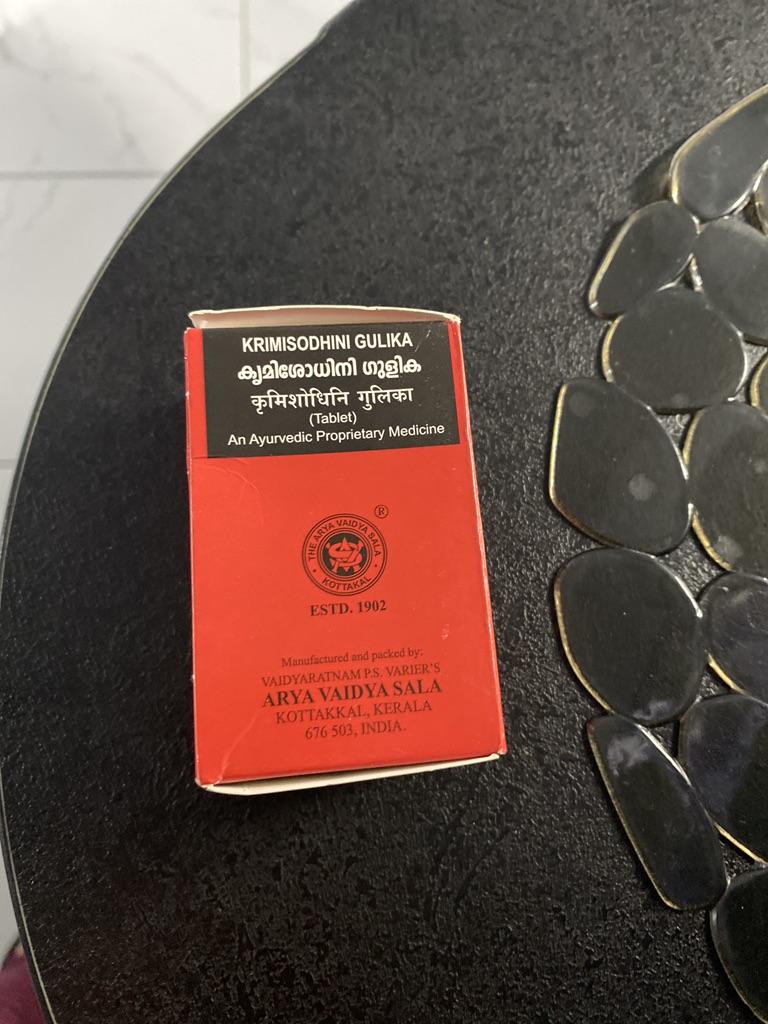 KRIMISODHINI GULIKA
കൃമിശോധിനി ഗുളിക
कृमिशोधिनि गुलिका
(Tablet)
An Ayurvedic Proprietary Medicine
®
THE ARYA VAIDYA SALA
KOTTAKAL
ESTD. 1902
Manufactured and packed by:
VAIDYARATNAM P.S. VARIER'S
ARYA VAIDYA SALA
KOTTAKKAL, KERALA
676 503, INDIA.